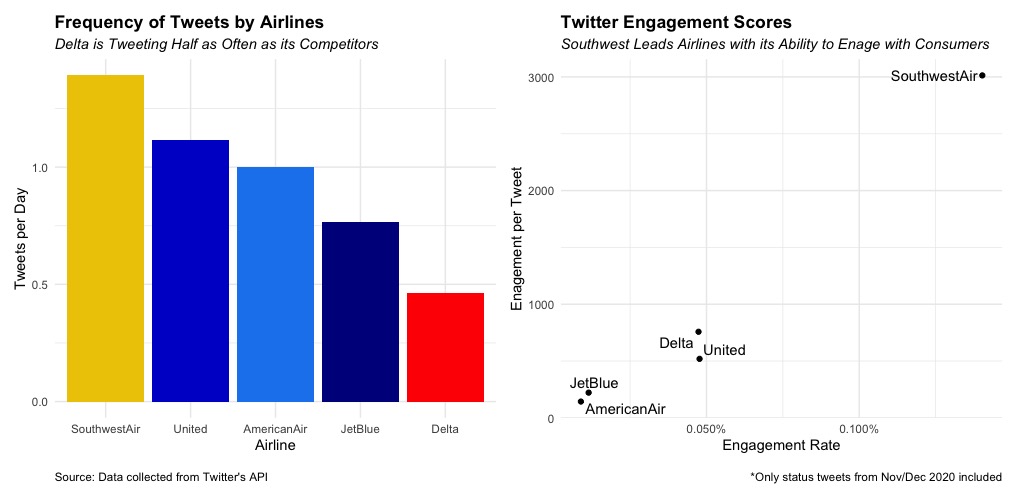 Frequency of Tweets by Airlines
Delta is Tweeting Half as Often as its Competitors
Tweets per Day
1.0
0.5
0.0
SouthwestAir United AmericanAir JetBlue Delta
Airline
Source: Data collected from Twitter's API
Twitter Engagement Scores
Southwest Leads Airlines with its Ability to Enage with Consumers
Enagement per Tweet
3000
2000
1000
0
SouthwestAir
Delta
United
JetBlue
AmericanAir
0.050% 0.100%
Engagement Rate
*Only status tweets from Nov/Dec 2020 included